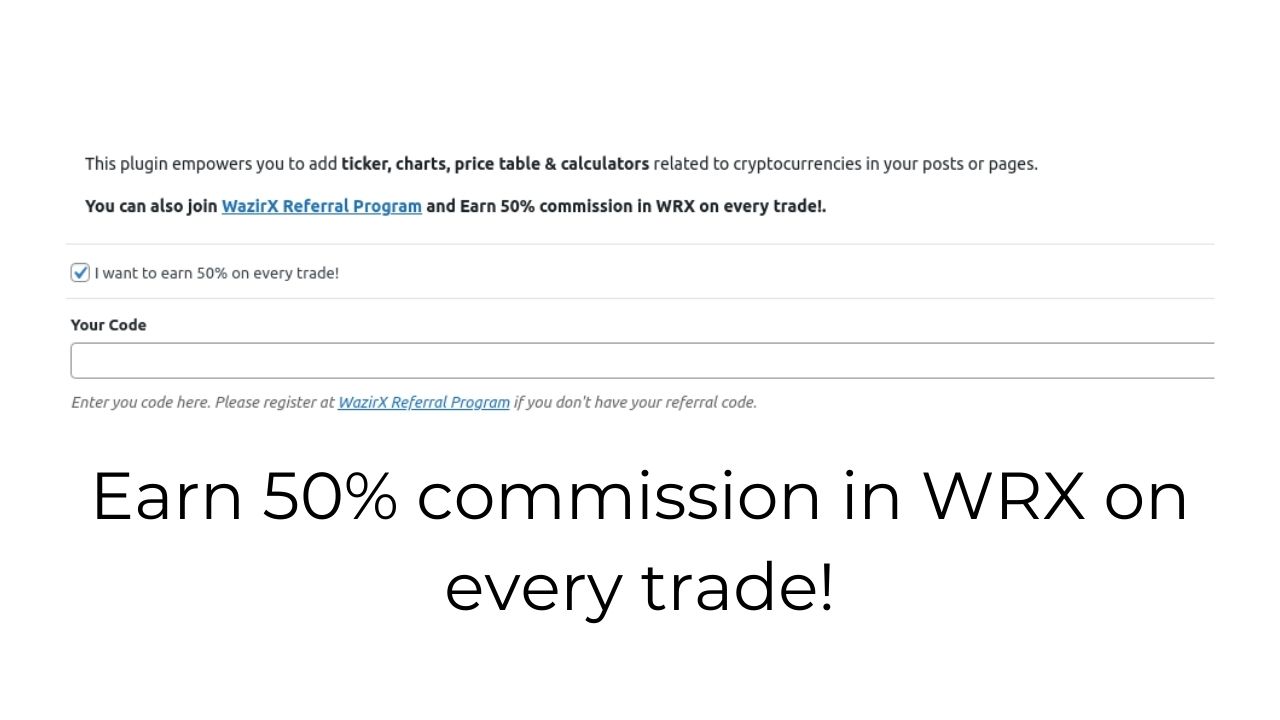 This plugin empowers you to add ticker, charts, price table & calculators related to cryptocurrencies in your posts or pages.
You can also join WazirX Referral Program and Earn 50% commission in WRX on every trade!.
I want to earn 50% on every trade!
Your Code
Enter you code here. Please register at WazirX Referral Program if you don't have your referral code.
Earn 50% commission in WRX on
every trade!